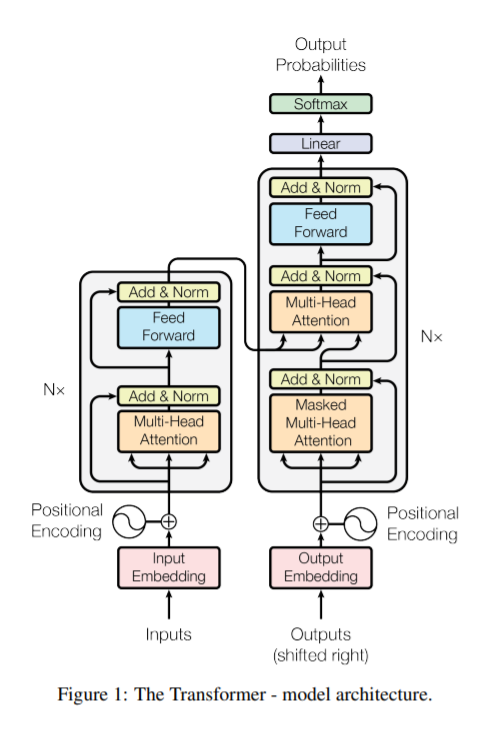 Output
Probabilities
Softmax
Linear
Add & Norm
Feed
Forward
Add & Norm
Multi-Head
Attention
Add & Norm
Masked
Multi-Head
Attention
N×
Add & Norm
Feed
Forward
Add & Norm
Multi-Head
Attention
N×
Positional
Encoding
Positional
Encoding
Input
Embedding
Output
Embedding
Inputs
Outputs
(shifted right)
Figure 1: The Transformer - model architecture.